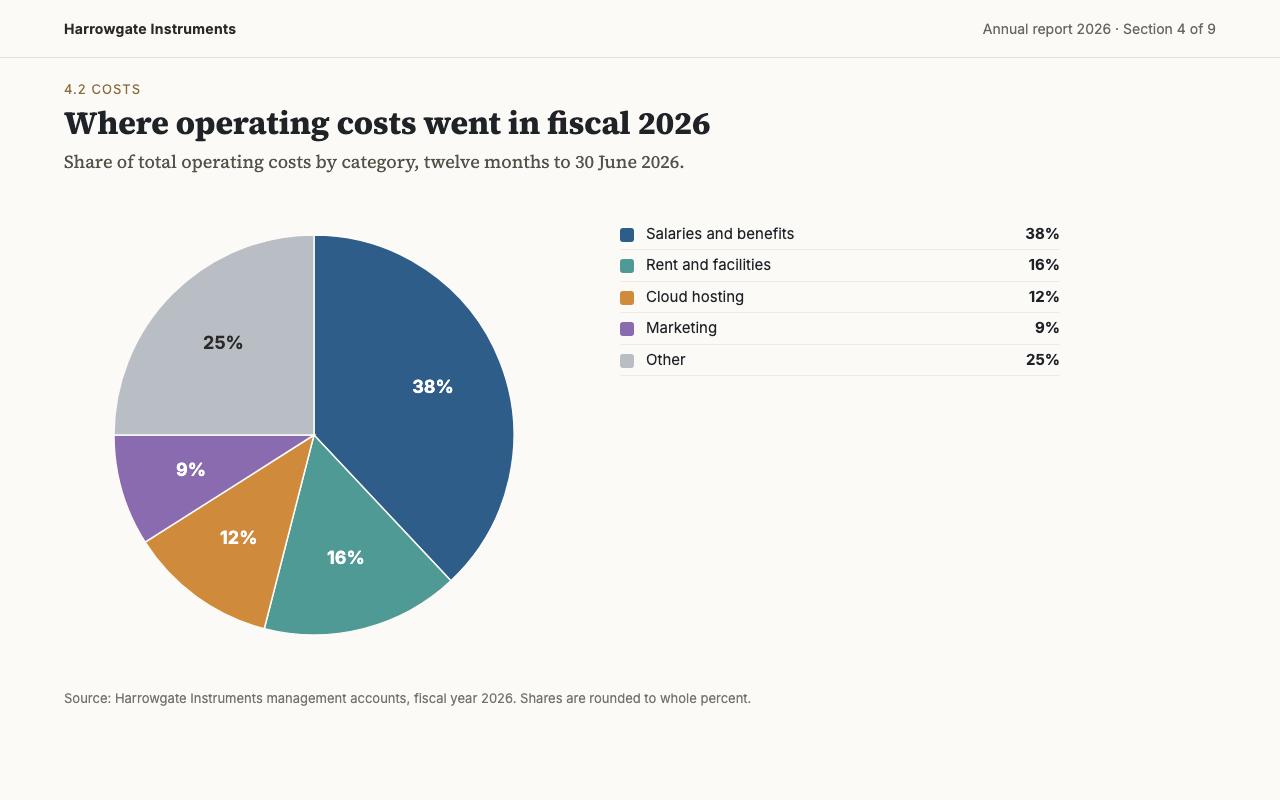 Harrowgate Instruments
Annual report 2026 · Section 4 of 9
4.2 COSTS
Where operating costs went in fiscal 2026
Share of total operating costs by category, twelve months to 30 June 2026.
Salaries and benefits 38%
Rent and facilities 16%
Cloud hosting 12%
Marketing 9%
Other 25%
25%
38%
9%
12%
16%
Source: Harrowgate Instruments management accounts, fiscal year 2026. Shares are rounded to whole percent.